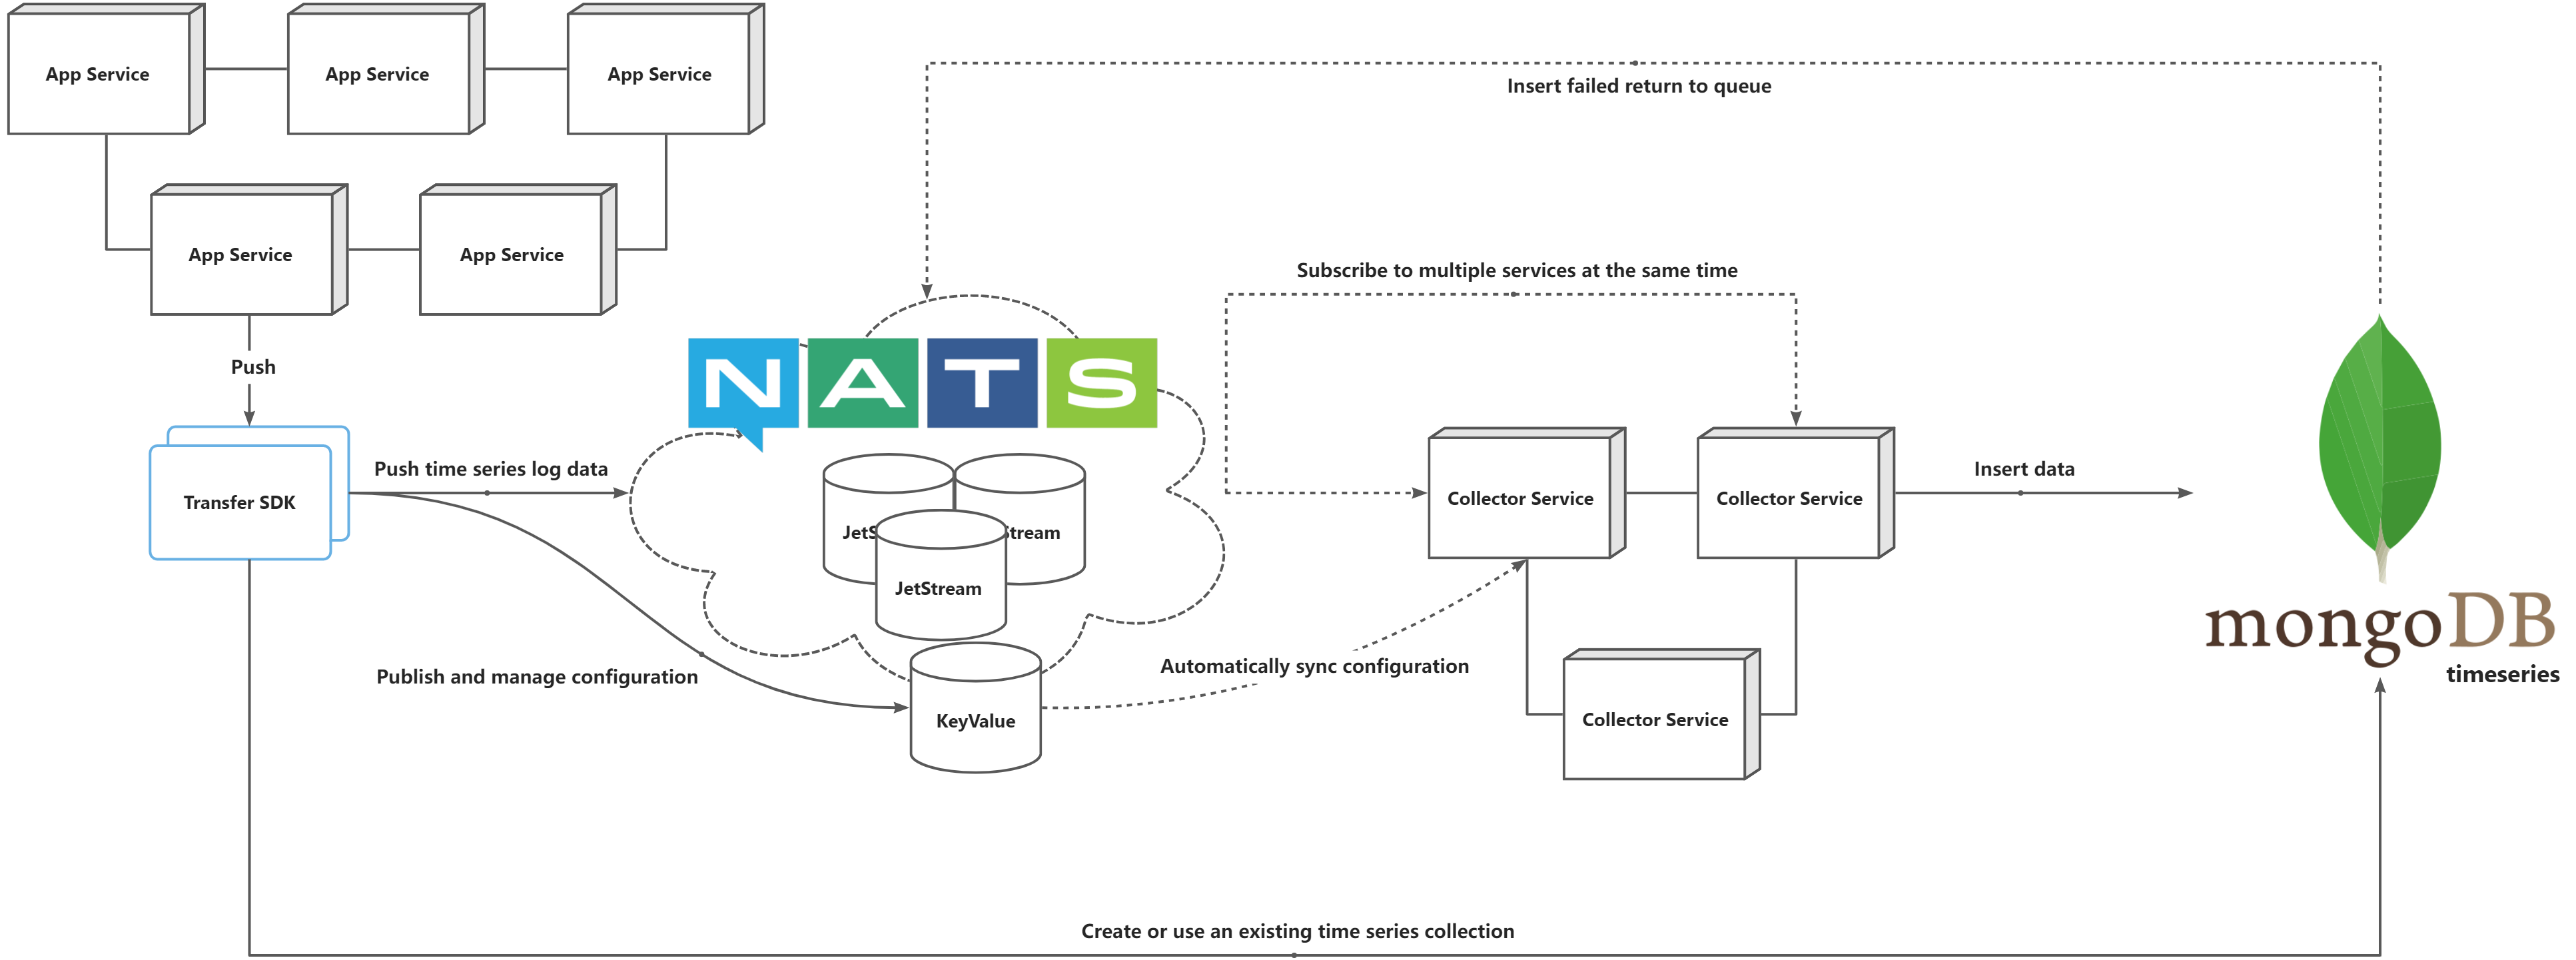 App Service
App Service
App Service
Insert failed return to queue
App Service
App Service
Subscribe to multiple services at the same time
Push
NATS
Push time series log data
Transfer SDK
Collector Service
Collector Service
Insert data
JetS
Stream
JetStream
mongoDB
timeseries
Publish and manage configuration
Automatically sync configuration
KeyValue
Collector Service
Create or use an existing time series collection